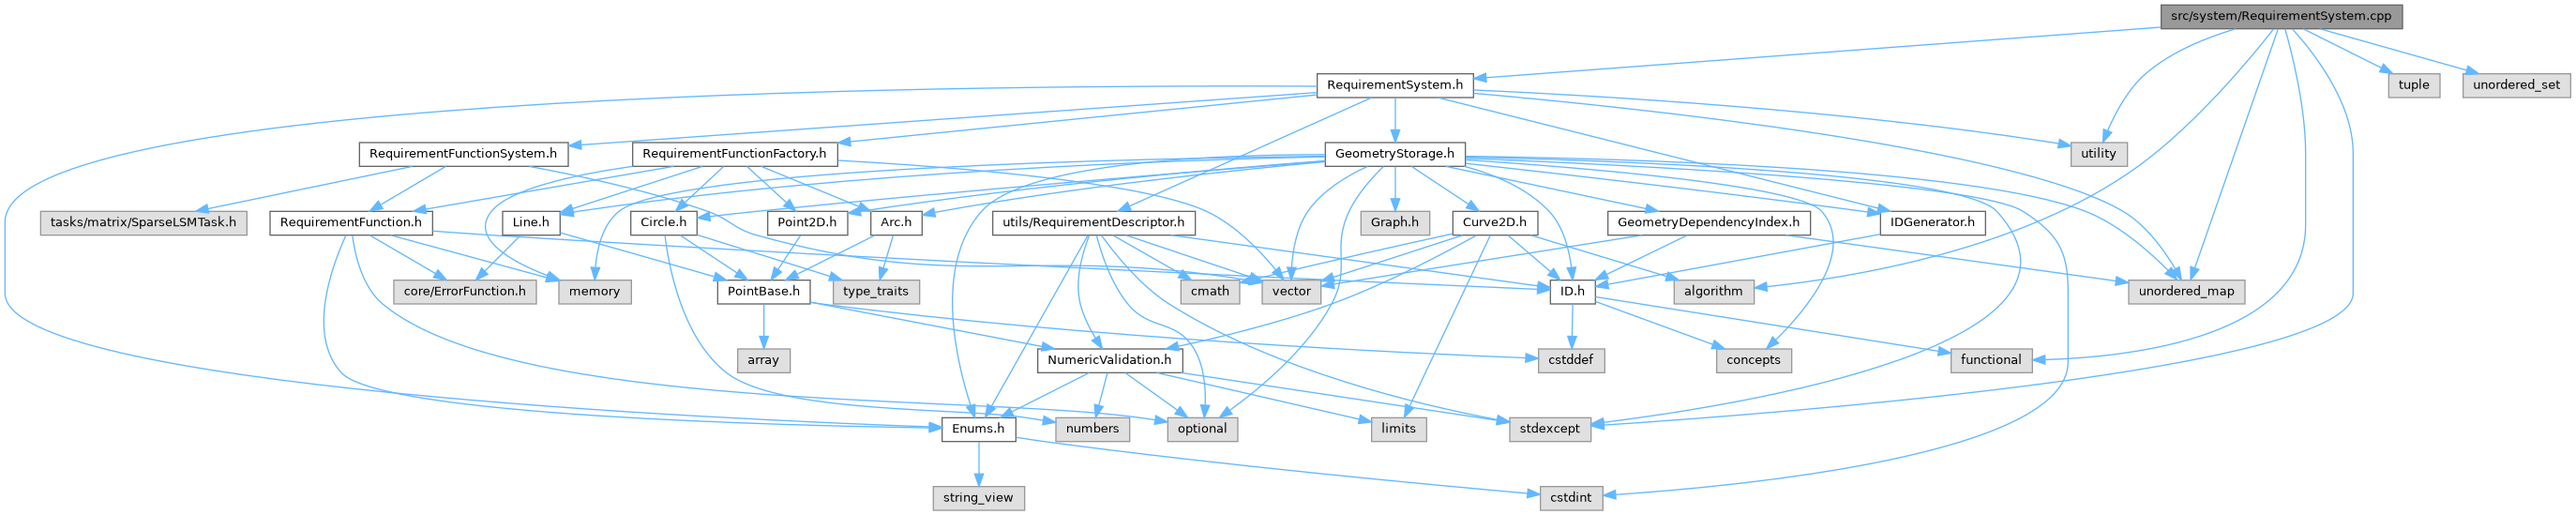 src/system/RequirementSystem.cpp
RequirementSystem.h
tuple
unordered_set
RequirementFunctionSystem.h
RequirementFunctionFactory.h
GeometryStorage.h
utility
tasks/matrix/SparseLSMTask.h
RequirementFunction.h
Line.h
Circle.h
Point2D.h
Arc.h
utils/RequirementDescriptor.h
Graph.h
Curve2D.h
GeometryDependencyIndex.h
IDGenerator.h
core/ErrorFunction.h
memory
PointBase.h
type_traits
cmath
vector
ID.h
algorithm
unordered_map
array
NumericValidation.h
cstddef
concepts
functional
Enums.h
numbers
optional
limits
stdexcept
string_view
cstdint